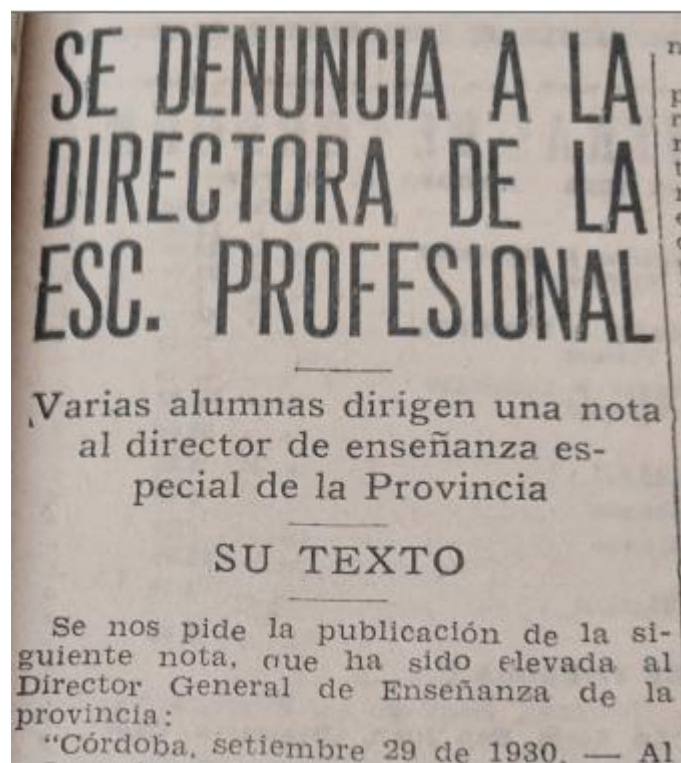 SE DENUNCIA A LA
DIRECTORA DE LA
ESC. PROFESIONAL
Varias alumnas dirigen una nota
al director de enseñanza es-
pecial de la Provincia
SU TEXTO
Se nos pide la publicación de la si-
guiente nota, que ha sido elevada al
Director General de Enseñanza de la
provincia:
"Córdoba, setiembre 29 de 1930. — Al